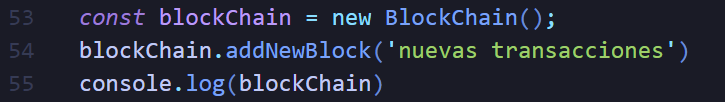 53 const blockChain = new BlockChain();
54 blockChain.addNewBlock('nuevas transacciones')
55 console.log(blockChain)